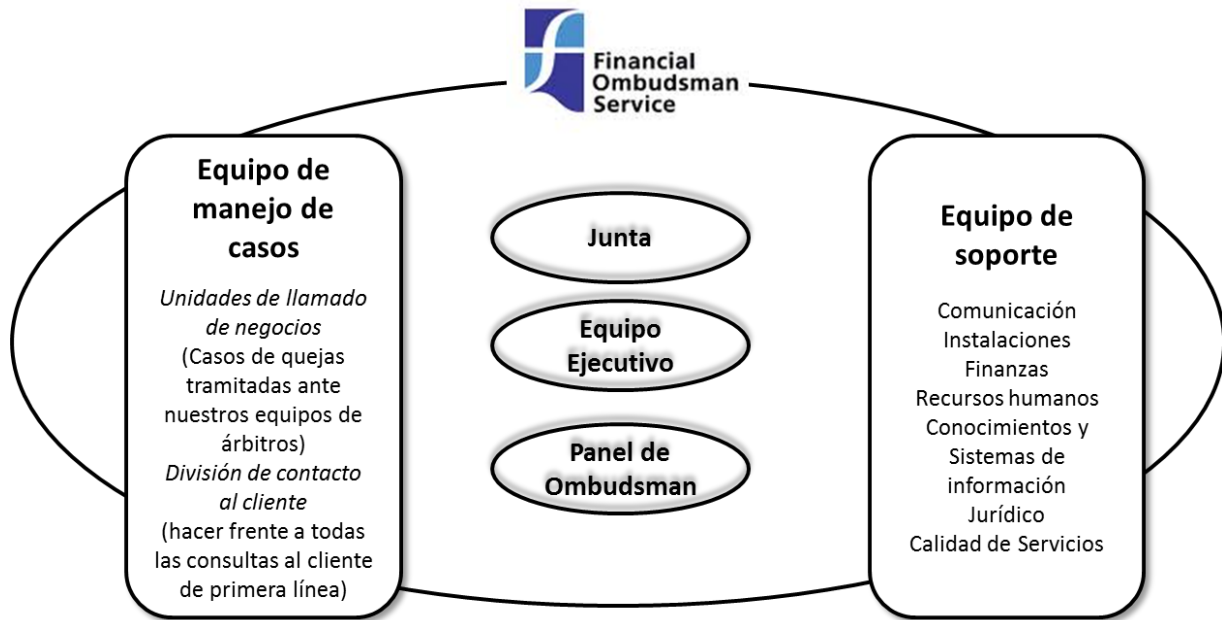 Financial
Ombudsman
Service
Equipo de
manejo de
casos
Unidades de llamado
de negocios
(Casos de quejas
tramitadas ante
nuestros equipos de
árbitros)
División de contacto
al cliente
(hacer frente a todas
las consultas al cliente
de primera línea)
Junta
Equipo
Ejecutivo
Panel de
Ombudsman
Equipo de
soporte
Comunicación
Instalaciones
Finanzas
Recursos humanos
Conocimientos y
Sistemas de
información
Jurídico
Calidad de Servicios